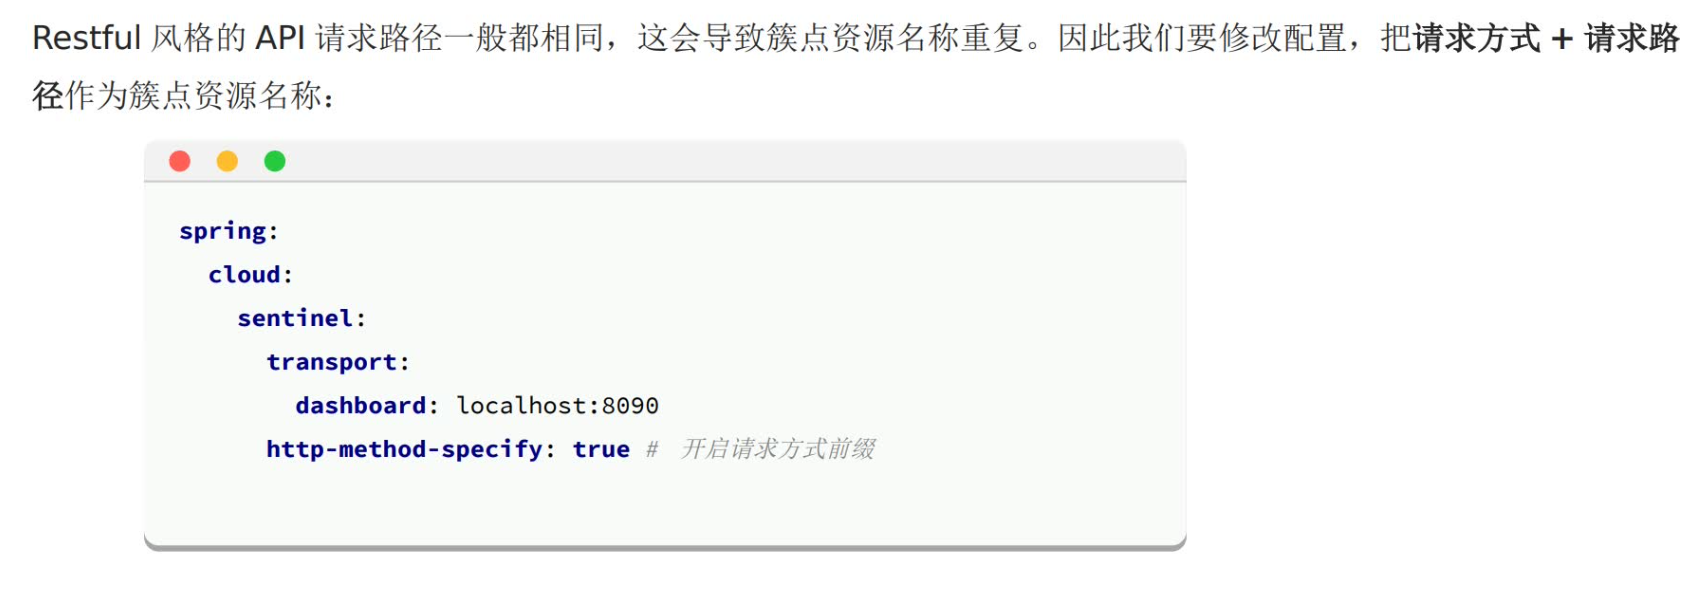 Restful 风格的 API 请求路径一般都相同，这会导致簇点资源名称重复。因此我们要修改配置，把请求方式 + 请求路
径作为簇点资源名称：
spring:
  cloud:
    sentinel:
      transport:
        dashboard: localhost:8090
      http-method-specify: true # 开启请求方式前缀